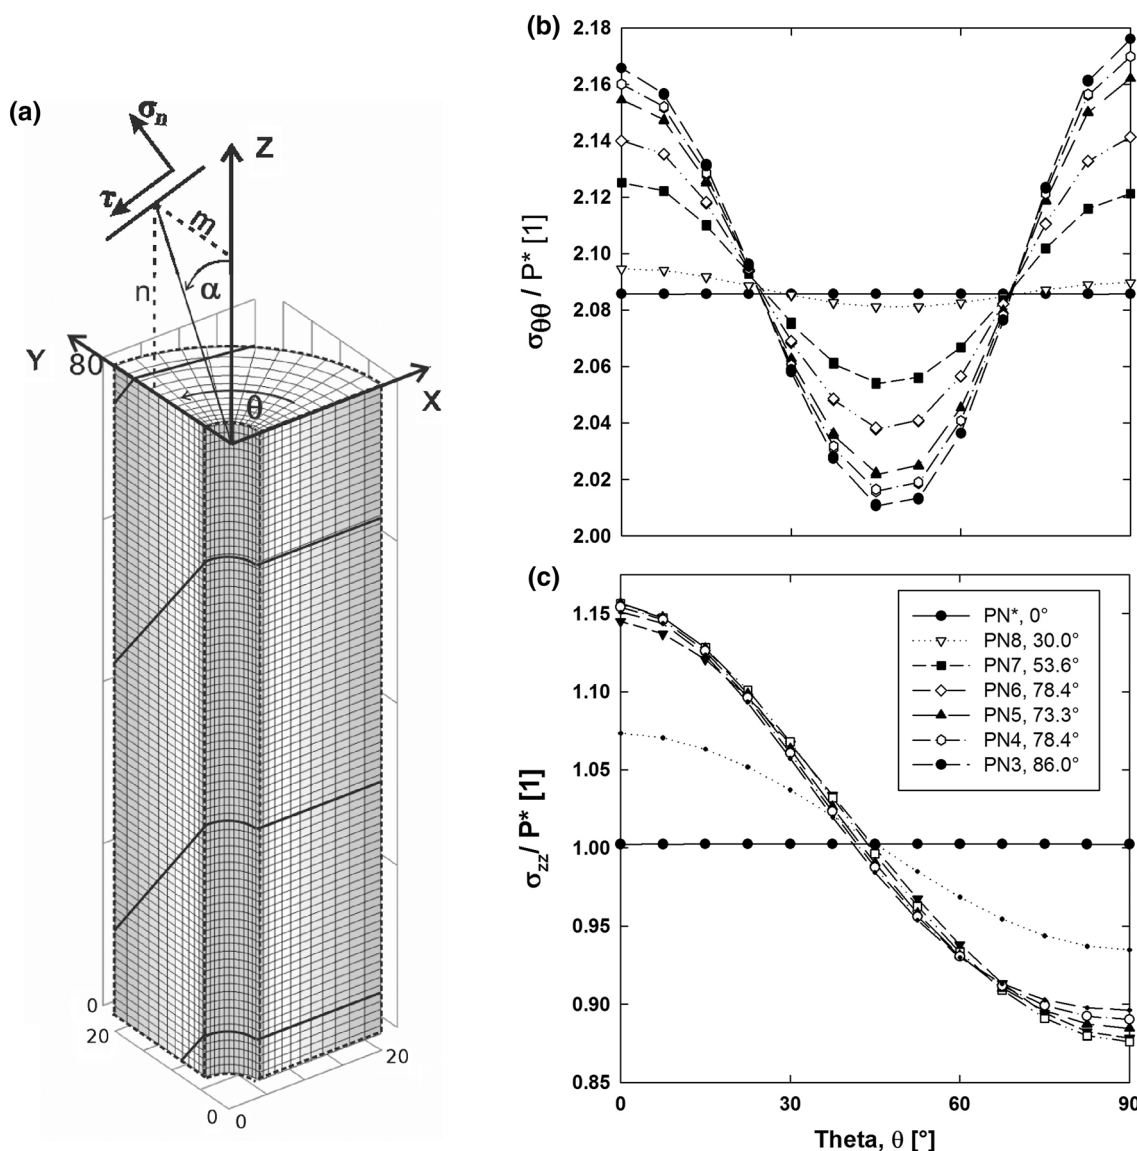 (a)
σn
τ
Z
m
n
α
Y
80
X
θ
0
20
0
0
20
(b)
2.18
2.16
2.14
2.12
2.10
2.08
2.06
2.04
2.02
2.00
σθθ / P* [1]
(c)
1.15
1.10
1.05
1.00
0.95
0.90
0.85
σzz/ P* [1]
PN*, 0°
PN8, 30.0°
PN7, 53.6°
PN6, 78.4°
PN5, 73.3°
PN4, 78.4°
PN3, 86.0°
0 30 60 90
Theta, θ [°]